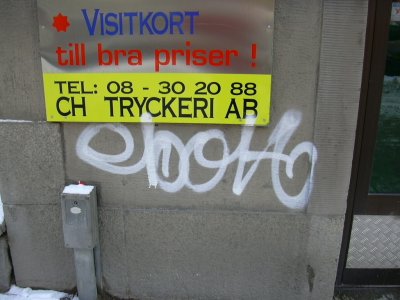 VISITKORT
till bra priser !
TEL: 08 - 30 20 88
CH TRYCKERI AB